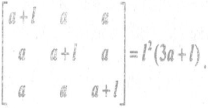 a+l a a
a a+l a
a a a+l
= l²(3a+l).